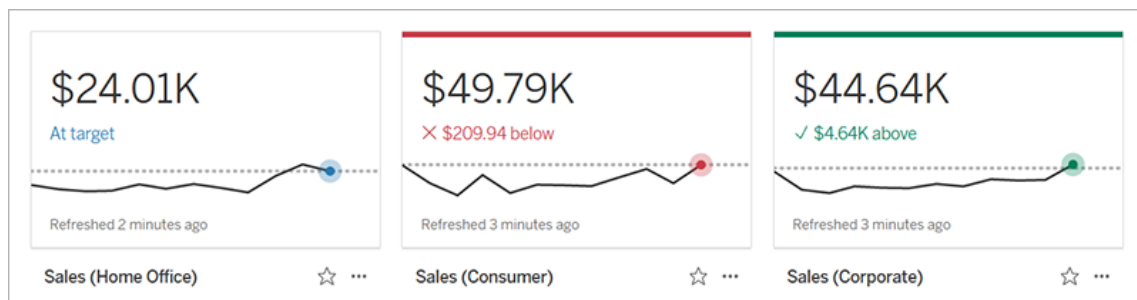 $24.01K
At target
Refreshed 2 minutes ago
Sales (Home Office)
$49.79K
$209.94 below
Refreshed 3 minutes ago
Sales (Consumer)
$44.64K
$4.64K above
Refreshed 3 minutes ago
Sales (Corporate)